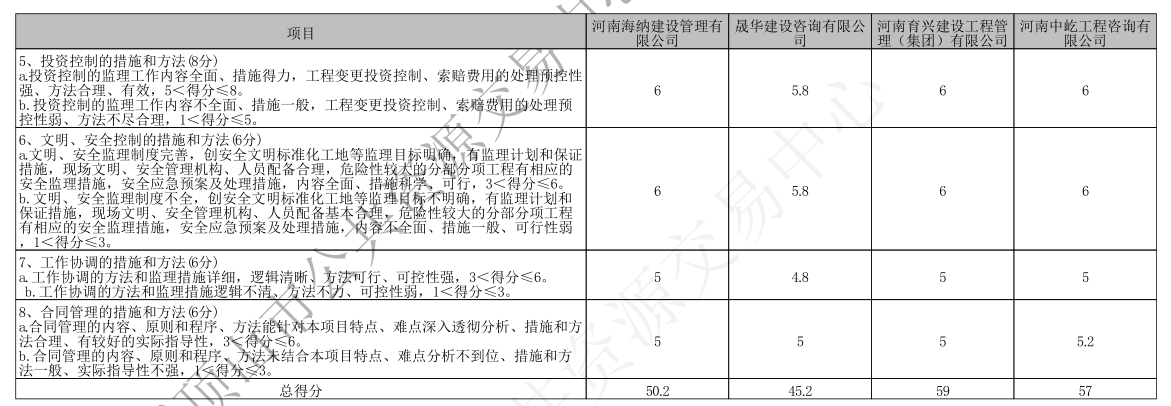 项目
河南海纳建设管理有
限公司
晟华建设咨询有限公
司
河南育兴建设工程管
理（集团）有限公司
河南中屹工程咨询有
限公司
5、投资控制的措施和方法(8分)
a.投资控制的监理工作内容全面、措施得力，工程变更投资控制、索赔费用的处理预控性
强、方法合理、有效，5＜得分≤8。
b.投资控制的监理工作内容不全面、措施一般，工程变更投资控制、索赔费用的处理预
控性弱、方法不尽合理，1＜得分≤5。
6
5.8
6
6
6、文明、安全控制的措施和方法(6分)
a.文明、安全监理制度完善，创安全文明标准化工地等监理目标明确，有监理计划和保证
措施，现场文明、安全管理机构、人员配备合理，危险性较大的分部分项工程有相应的
安全监理措施，安全应急预案及处理措施，内容全面、措施科学、可行，3＜得分≤6。
b.文明、安全监理制度不全，创安全文明标准化工地等监理目标不明确，有监理计划和
保证措施，现场文明、安全管理机构、人员配备基本合理，危险性较大的分部分项工程
有相应的安全监理措施，安全应急预案及处理措施，内容不全面、措施一般、可行性弱
，1＜得分≤3。
6
5.8
6
6
7、工作协调的措施和方法(6分)
a.工作协调的方法和监理措施详细，逻辑清晰、方法可行、可控性强，3＜得分≤6。
b.工作协调的方法和监理措施逻辑不清、方法不力、可控性弱，1＜得分≤3。
5
4.8
5
5
8、合同管理的措施和方法(6分)
a.合同管理的内容、原则和程序、方法能针对本项目特点、难点深入透彻分析、措施和方
法合理、有较好的实际指导性，3＜得分≤6。
b.合同管理的内容、原则和程序、方法未结合本项目特点、难点分析不到位、措施和方
法一般、实际指导性不强，1＜得分≤3。
5
5
5
5.2
总得分
50.2
45.2
59
57
顶山市公共资源交易中
共资源交易中心